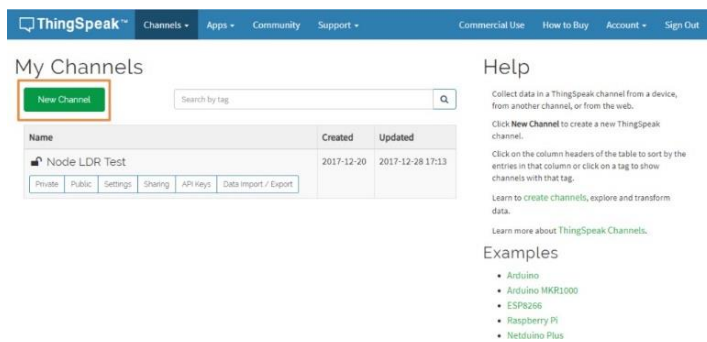 ThingSpeak™ Channels Apps Community Support Commercial Use How to Buy Account Sign Out
My Channels
New Channel
Search by tag
Name Created Updated
Node LDR Test 2017-12-20 2017-12-28 17:13
Private Public Settings Sharing API Keys Data Import / Export
Help
Collect data in a ThingSpeak channel from a device,
from another channel, or from the web.
Click New Channel to create a new ThingSpeak
channel.
Click on the column headers of the table to sort by the
entries in that column or click on a tag to show
channels with that tag.
Learn to create channels, explore and transform
data.
Learn more about ThingSpeak Channels.
Examples
• Arduino
• Arduino MKR1000
• ESP8266
• Raspberry Pi
• Netduino Plus